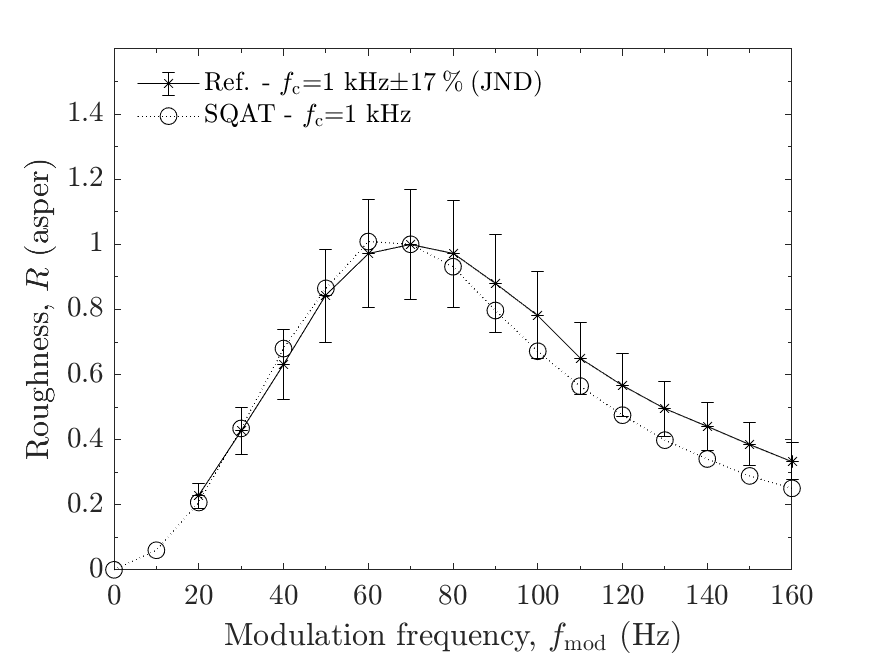 Ref. - fc=1 kHz±17 % (JND)
SQAT - fc=1 kHz
1.4
1.2
1
0.8
0.6
0.4
0.2
0
Roughness, R (asper)
0 20 40 60 80 100 120 140 160
Modulation frequency, fmod (Hz)